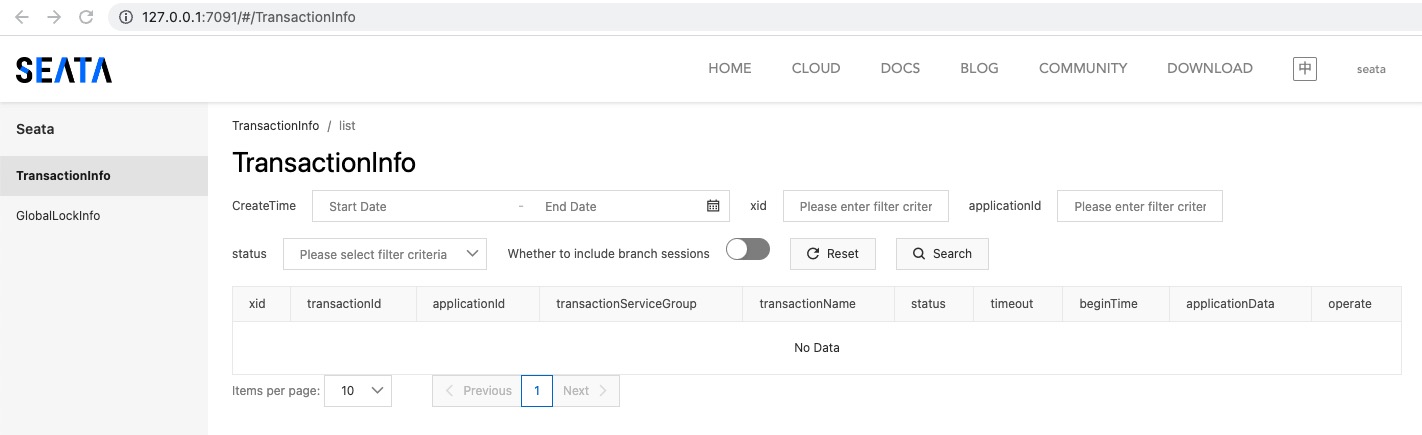 127.0.0.1:7091/#/TransactionInfo
SEATA HOME CLOUD DOCS BLOG COMMUNITY DOWNLOAD 中 seata
Seata
TransactionInfo
GlobalLockInfo
TransactionInfo / list
TransactionInfo
CreateTime Start Date - End Date xid Please enter filter criter applicationId Please enter filter criter
status Please select filter criteria Whether to include branch sessions Reset Search
xid transactionId applicationId transactionServiceGroup transactionName status timeout beginTime applicationData operate
No Data
Items per page: 10 Previous 1 Next